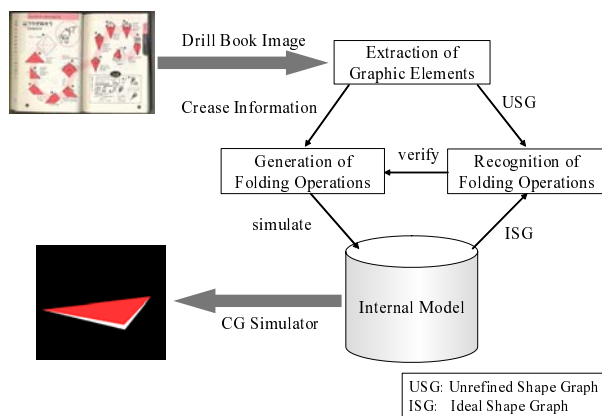 Drill Book Image
Extraction of
Graphic Elements
Crease Information
USG
Generation of
Folding Operations
verify
Recognition of
Folding Operations
simulate
ISG
Internal Model
CG Simulator
USG: Unrefined Shape Graph
ISG: Ideal Shape Graph